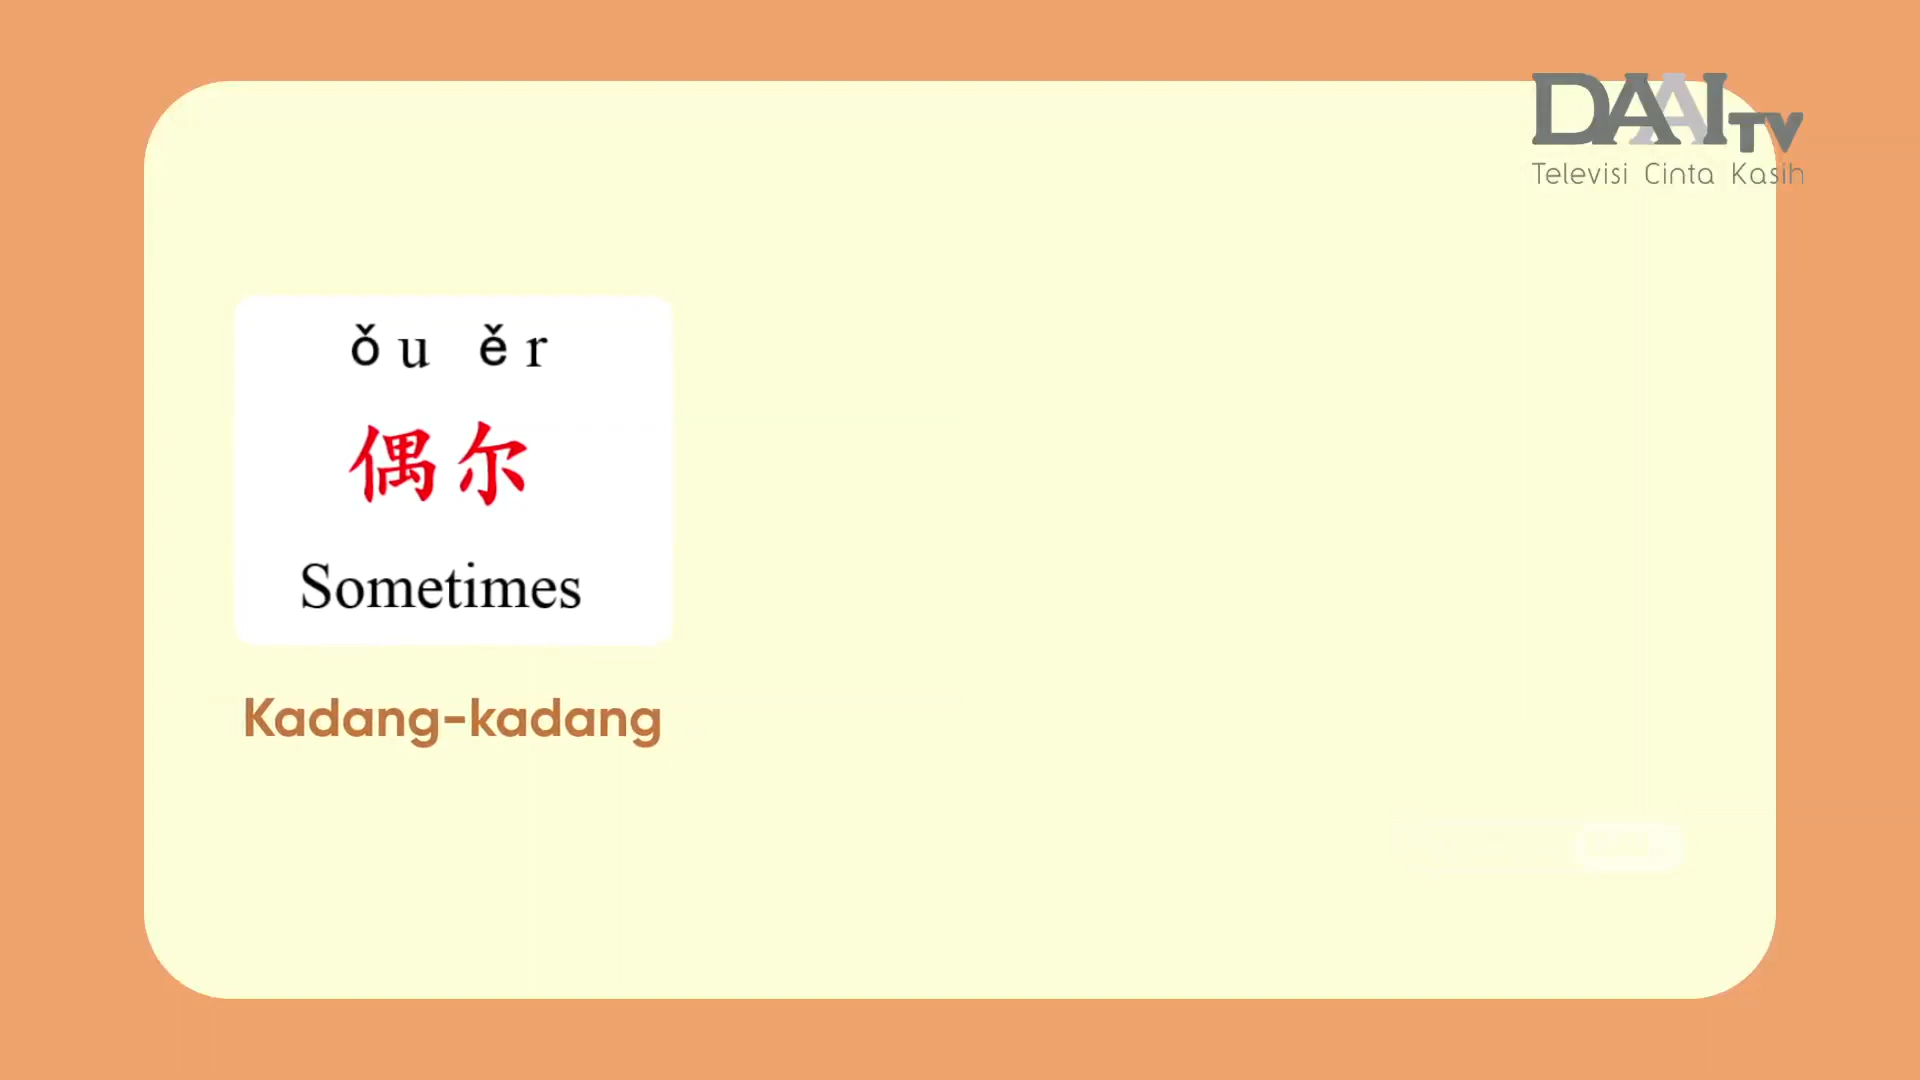 DAAI TV
Televisi Cinta Kasih
ǒu ěr
偶尔
Sometimes
Kadang-kadang